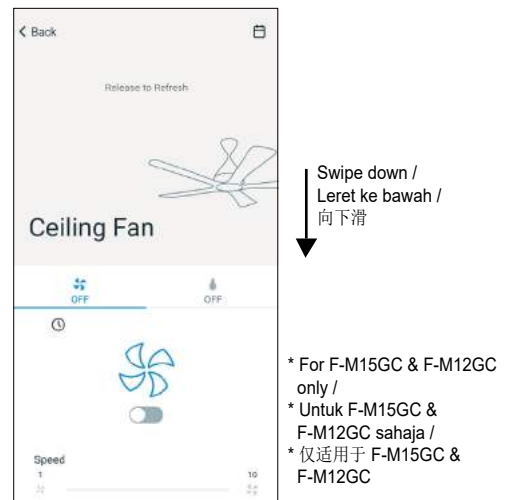 Back
Release to Refresh
Swipe down /
Leret ke bawah /
向下滑
Ceiling Fan
OFF
OFF
* For F-M15GC & F-M12GC
only /
* Untuk F-M15GC &
F-M12GC sahaja /
* 仅适用于 F-M15GC &
F-M12GC
Speed
1
10